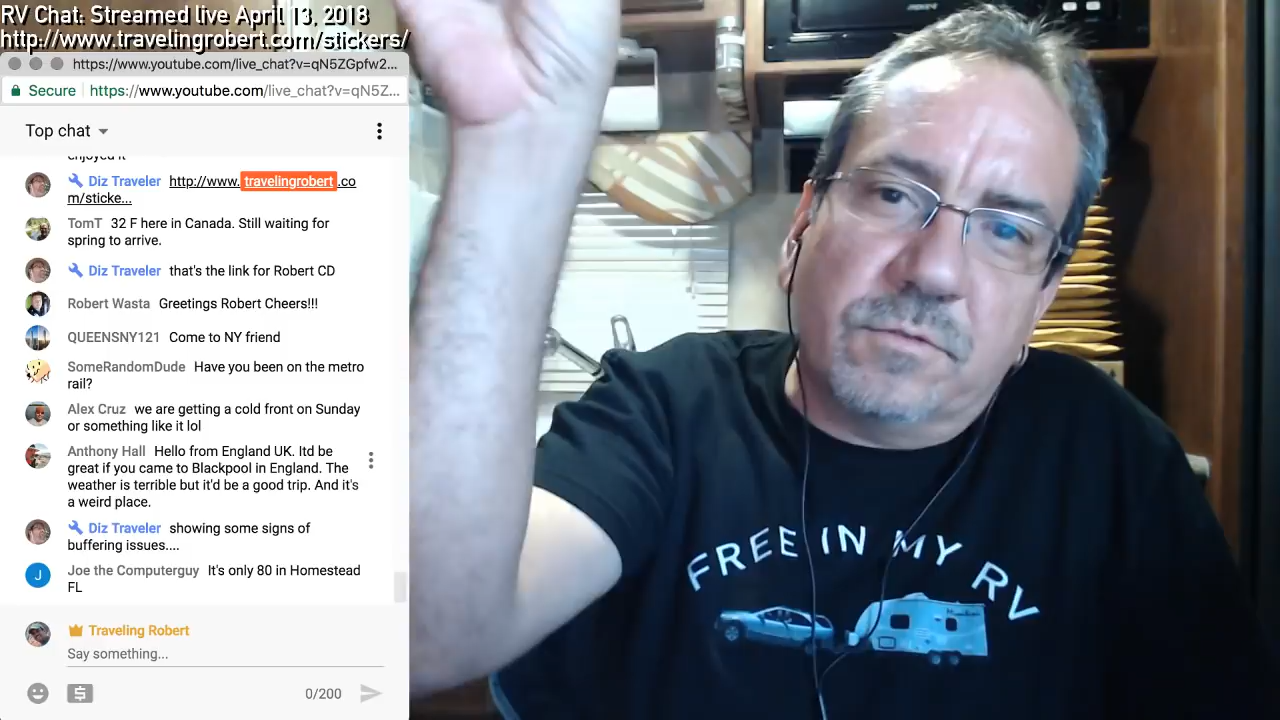 RV Chat: Streamed live April 13, 2018
http://www.travelingrobert.com/stickers/
https://www.youtube.com/live_chat?v=qN5ZGpfw2...
Secure https://www.youtube.com/live_chat?v=qN5Z...
Top chat
enjoyed it
Diz Traveler http://www.travelingrobert.co
m/sticke...
TomT 32 F here in Canada. Still waiting for
spring to arrive.
Diz Traveler that's the link for Robert CD
Robert Wasta Greetings Robert Cheers!!!
QUEENSNY121 Come to NY friend
SomeRandomDude Have you been on the metro
rail?
Alex Cruz we are getting a cold front on Sunday
or something like it lol
Anthony Hall Hello from England UK. Itd be
great if you came to Blackpool in England. The
weather is terrible but it'd be a good trip. And it's
a weird place.
Diz Traveler showing some signs of
buffering issues....
J Joe the Computerguy It's only 80 in Homestead
FL
Traveling Robert
Say something...
0/200
FREE IN MY RV